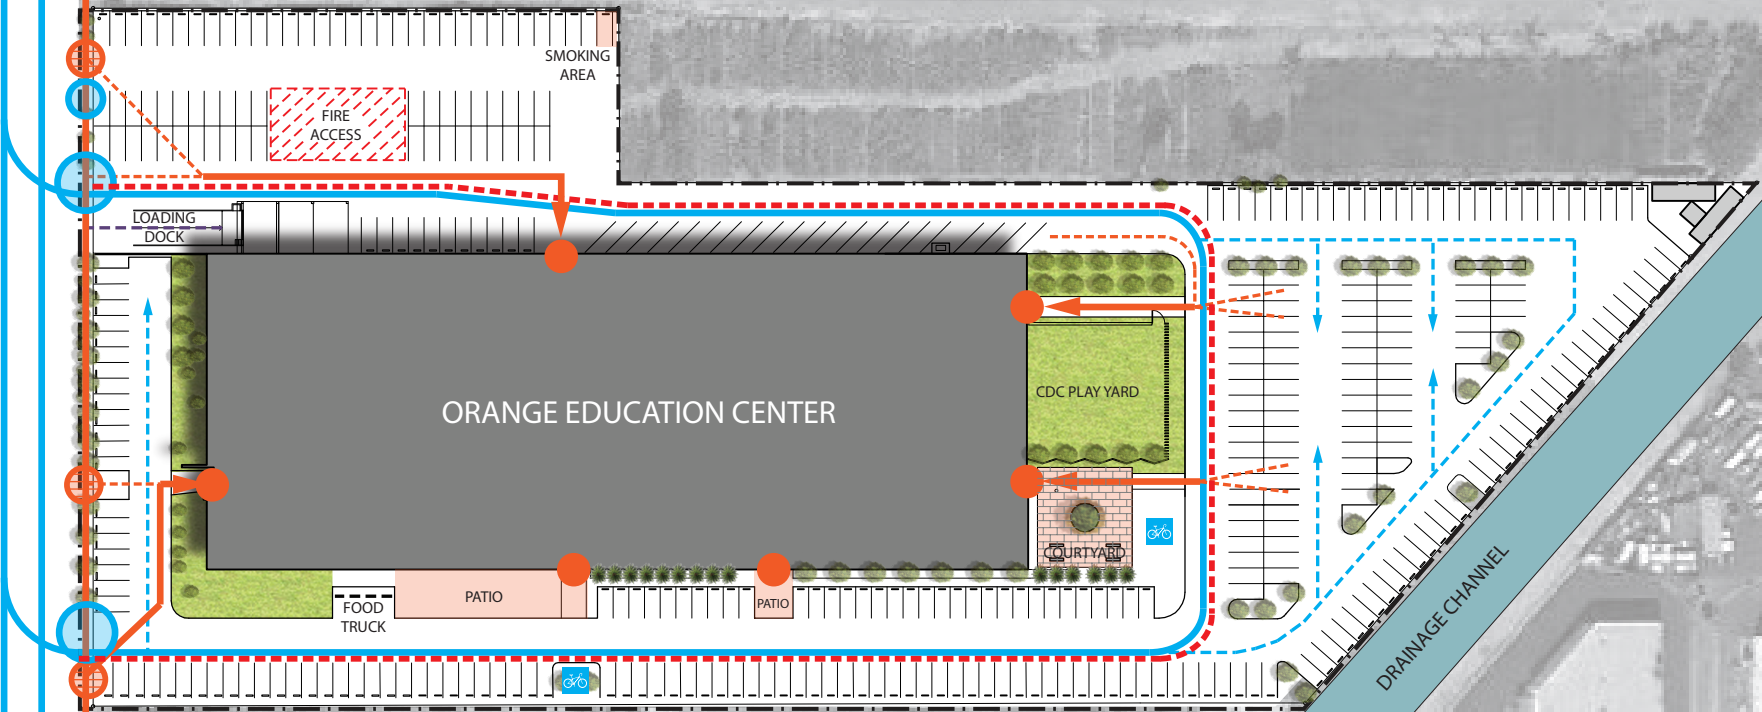 SMOKING
AREA
FIRE
ACCESS
LOADING
DOCK
ORANGE EDUCATION CENTER
CDC PLAY YARD
COURTYARD
PATIO
PATIO
FOOD
TRUCK
DRAINAGE CHANNEL